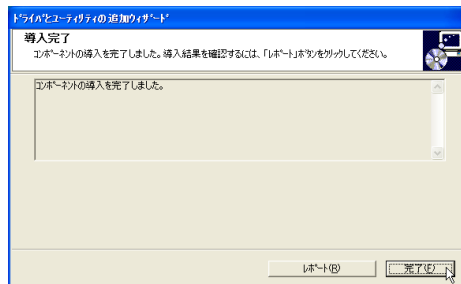 ﾄﾞﾗｲﾊﾞとﾕｰﾃｨﾘﾃｨの追加ｳｨｻﾞｰﾄﾞ
導入完了
ｺﾝﾎﾟｰﾈﾝﾄの導入を完了しました。導入結果を確認するには、「ﾚﾎﾟｰﾄ」ﾎﾞﾀﾝをｸﾘｯｸしてください。
ｺﾝﾎﾟｰﾈﾝﾄの導入を完了しました。
ﾚﾎﾟｰﾄ(R)
完了(F)